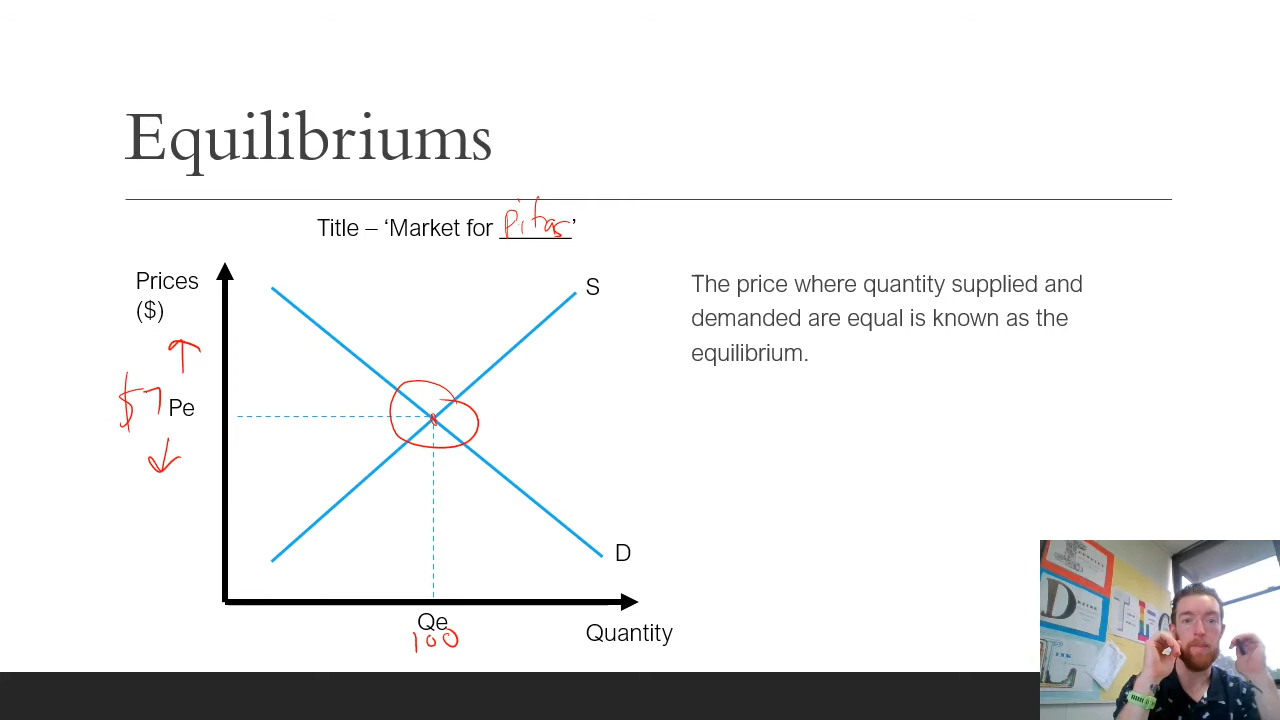 Equilibriums
Title – ‘Market for pitas’
Prices
($)
S
The price where quantity supplied and
demanded are equal is known as the
equilibrium.
$7 Pe
D
Qe
100
Quantity